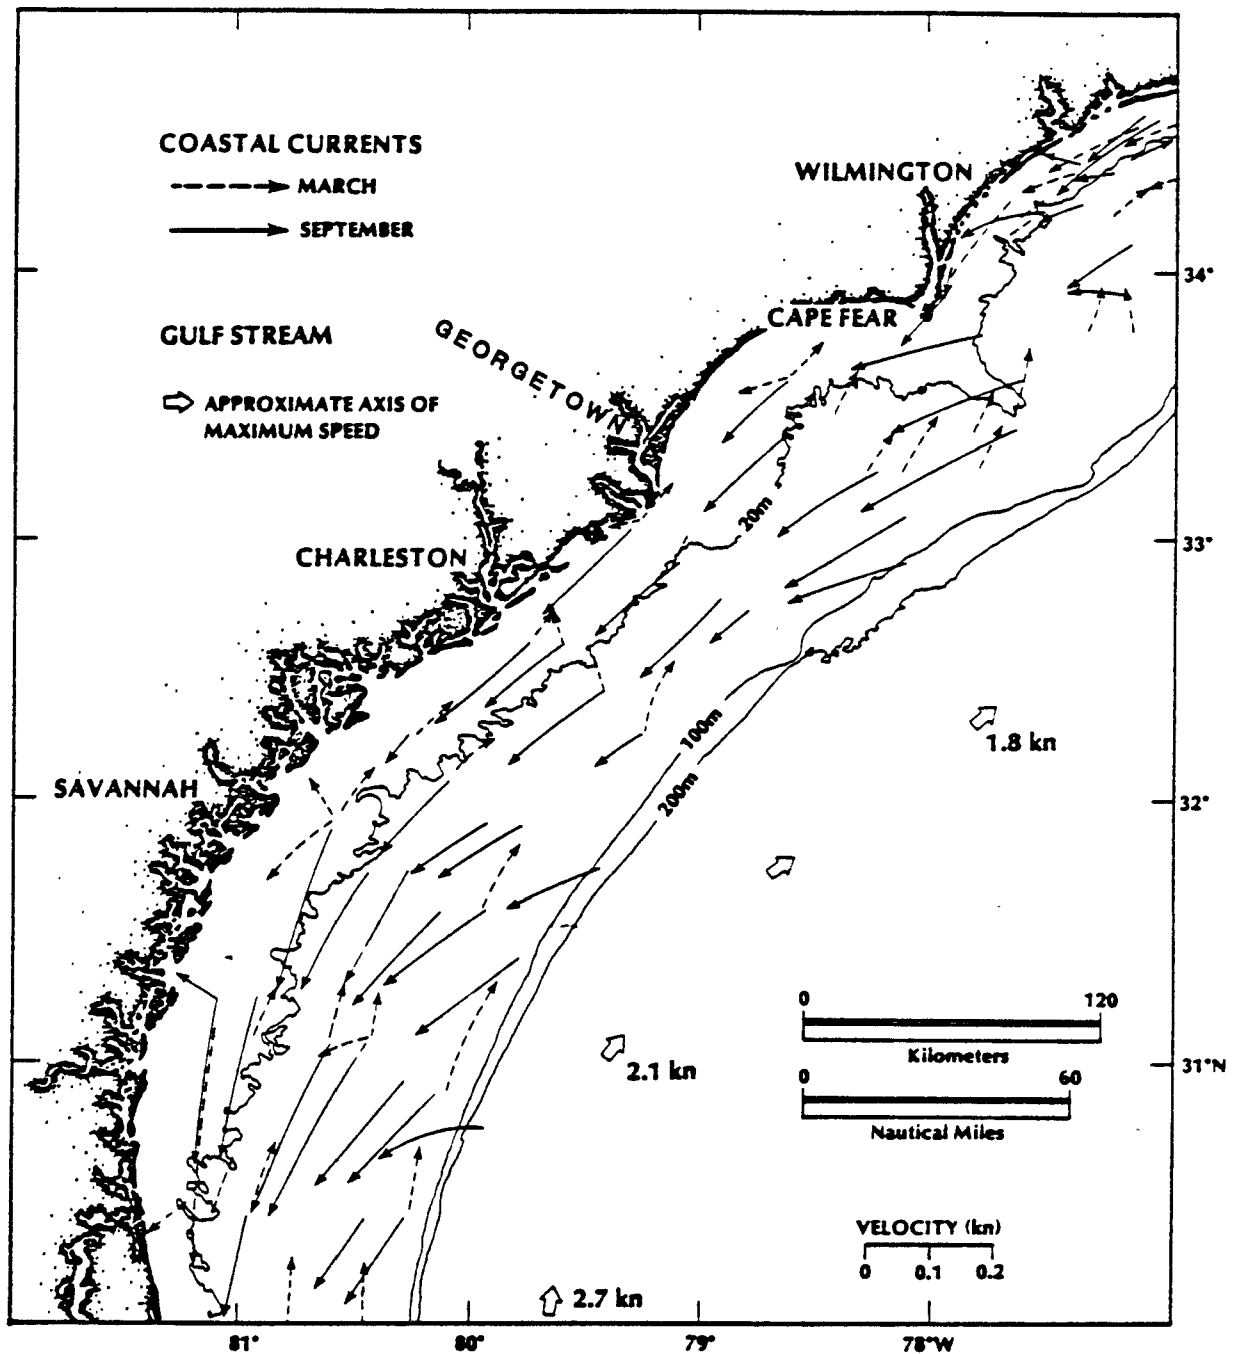 COASTAL CURRENTS
MARCH
SEPTEMBER
GULF STREAM
APPROXIMATE AXIS OF
MAXIMUM SPEED
WILMINGTON
CAPE FEAR
GEORGETOWN
CHARLESTON
SAVANNAH
20m
100m
200m
1.8 kn
2.1 kn
2.7 kn
34°
33°
32°
31°N
0 120
Kilometers
0 60
Nautical Miles
VELOCITY (kn)
0 0.1 0.2
81° 80° 79° 78°W